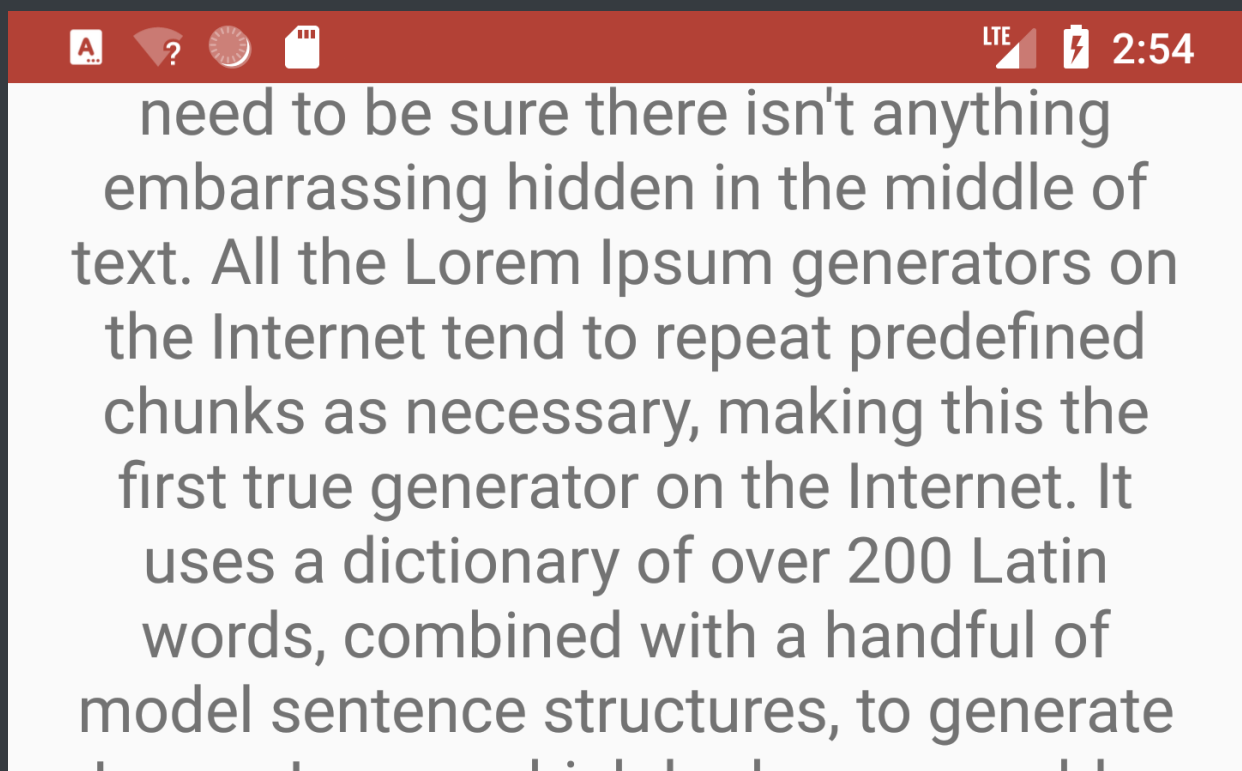 A
?
LTE
2:54
need to be sure there isn't anything
embarrassing hidden in the middle of
text. All the Lorem Ipsum generators on
the Internet tend to repeat predefined
chunks as necessary, making this the
first true generator on the Internet. It
uses a dictionary of over 200 Latin
words, combined with a handful of
model sentence structures, to generate